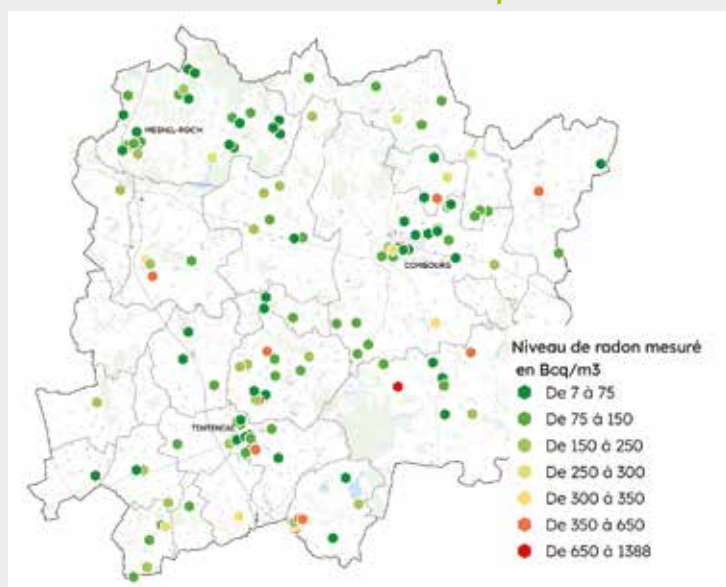 MESNIL-ROCH
COMBOURG
TINTENIAC
Niveau de radon mesuré
en Bcq/m3
De 7 à 75
De 75 à 150
De 150 à 250
De 250 à 300
De 300 à 350
De 350 à 650
De 650 à 1388